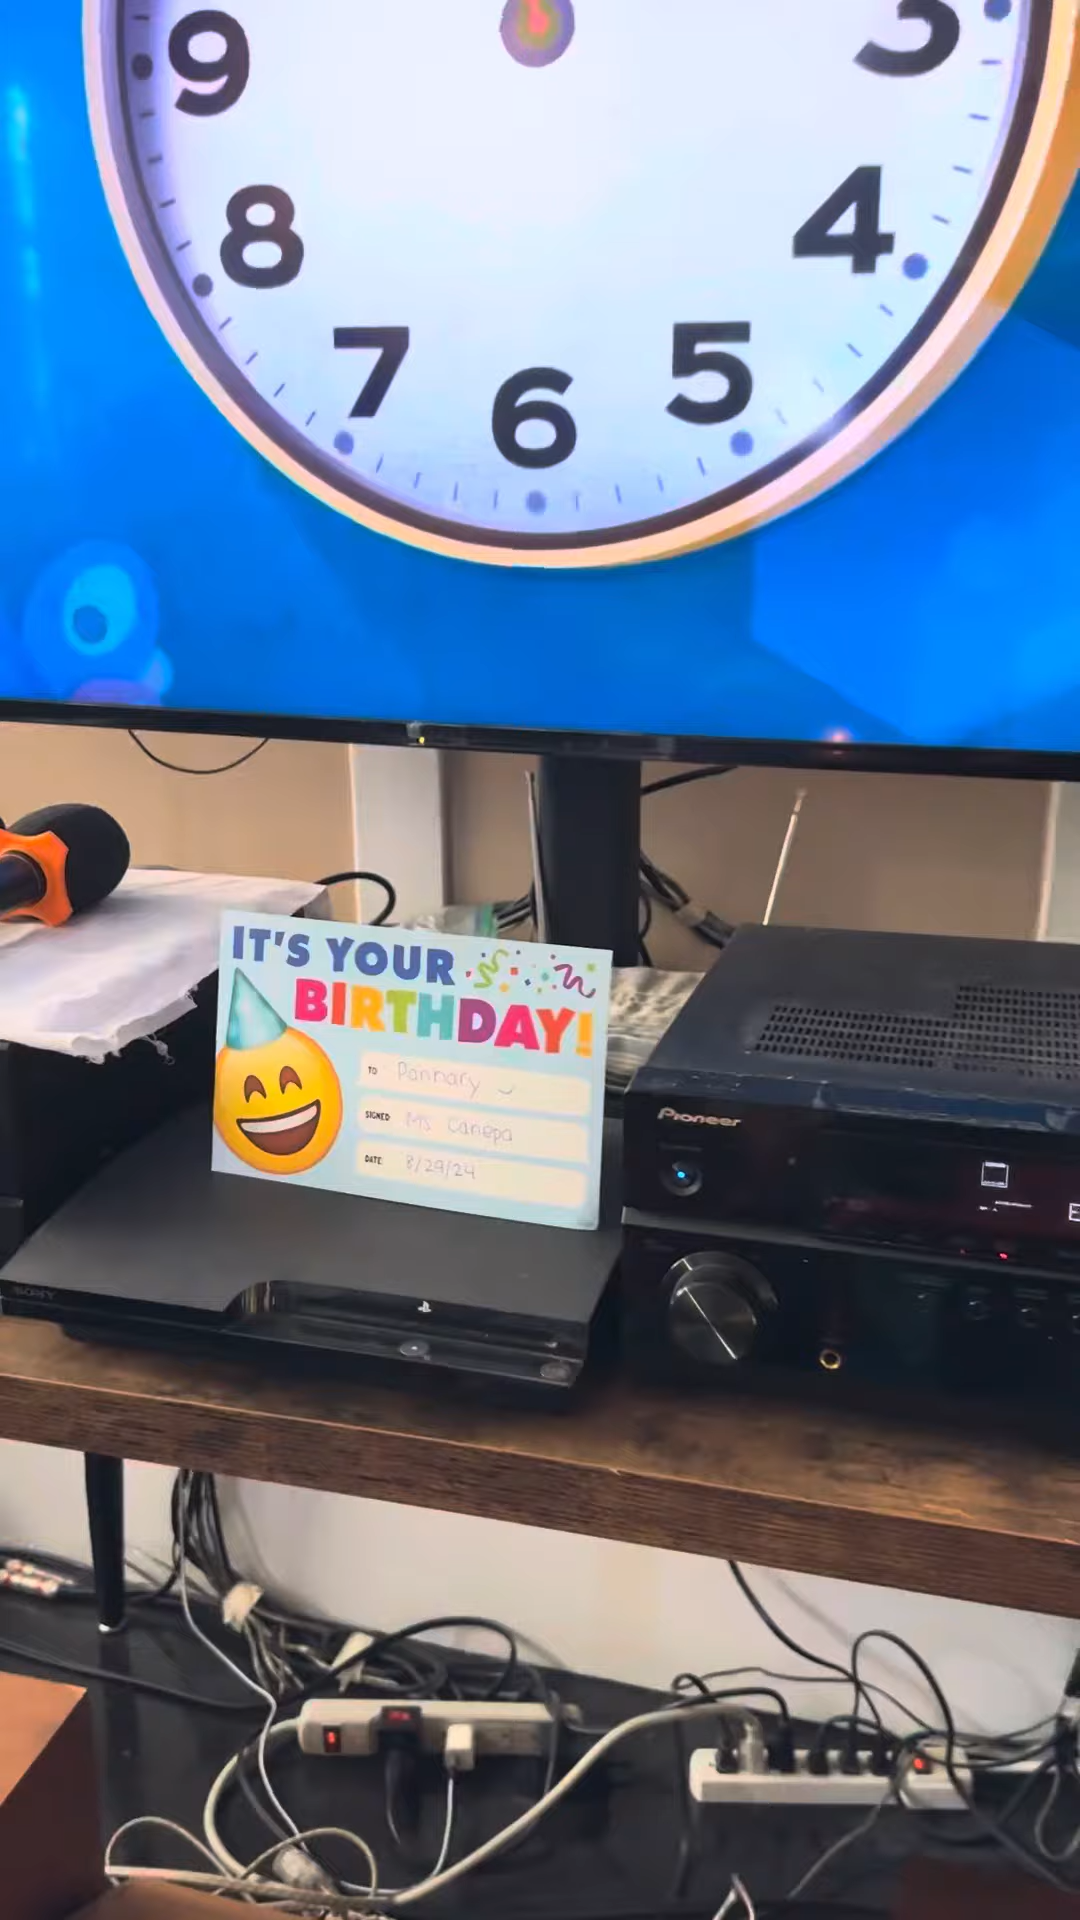 9
3
8
4
7
5
6
IT'S YOUR
BIRTHDAY!
TO Pannary
SIGNED Ms Canepa
DATE: 8/29/24
Pioneer
SONY